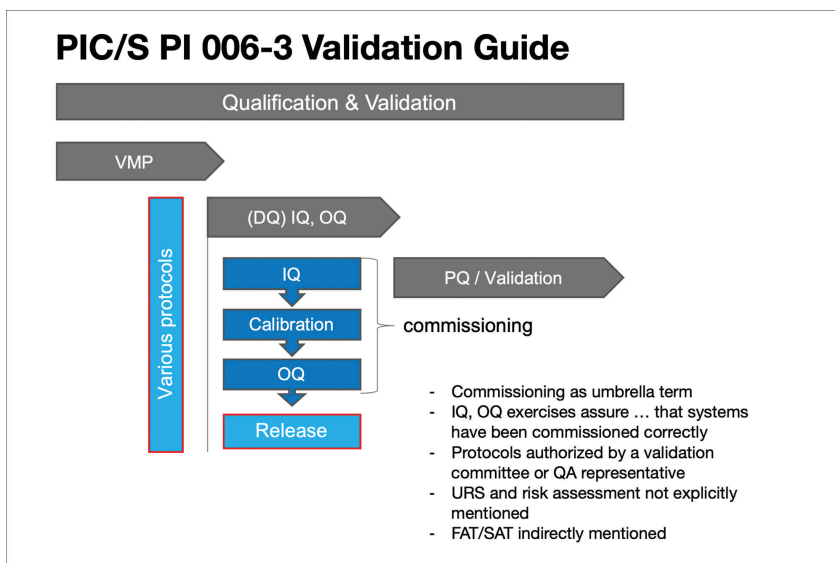 PIC/S PI 006-3 Validation Guide
Qualification & Validation
VMP
Various protocols
(DQ) IQ, OQ
IQ
Calibration
OQ
Release
PQ / Validation
commissioning
- Commissioning as umbrella term
- IQ, OQ exercises assure … that systems
have been commissioned correctly
- Protocols authorized by a validation
committee or QA representative
- URS and risk assessment not explicitly
mentioned
- FAT/SAT indirectly mentioned